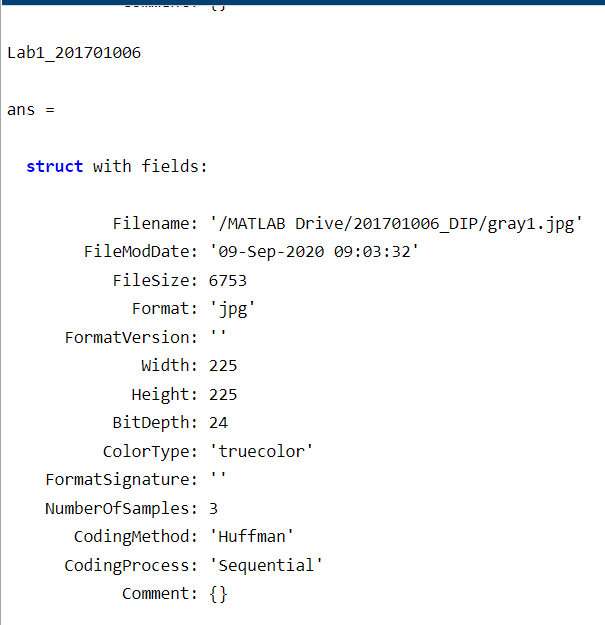 Comment: {}
Lab1_201701006
ans =
struct with fields:
Filename: '/MATLAB Drive/201701006_DIP/gray1.jpg'
FileModDate: '09-Sep-2020 09:03:32'
FileSize: 6753
Format: 'jpg'
FormatVersion: ''
Width: 225
Height: 225
BitDepth: 24
ColorType: 'truecolor'
FormatSignature: ''
NumberOfSamples: 3
CodingMethod: 'Huffman'
CodingProcess: 'Sequential'
Comment: {}